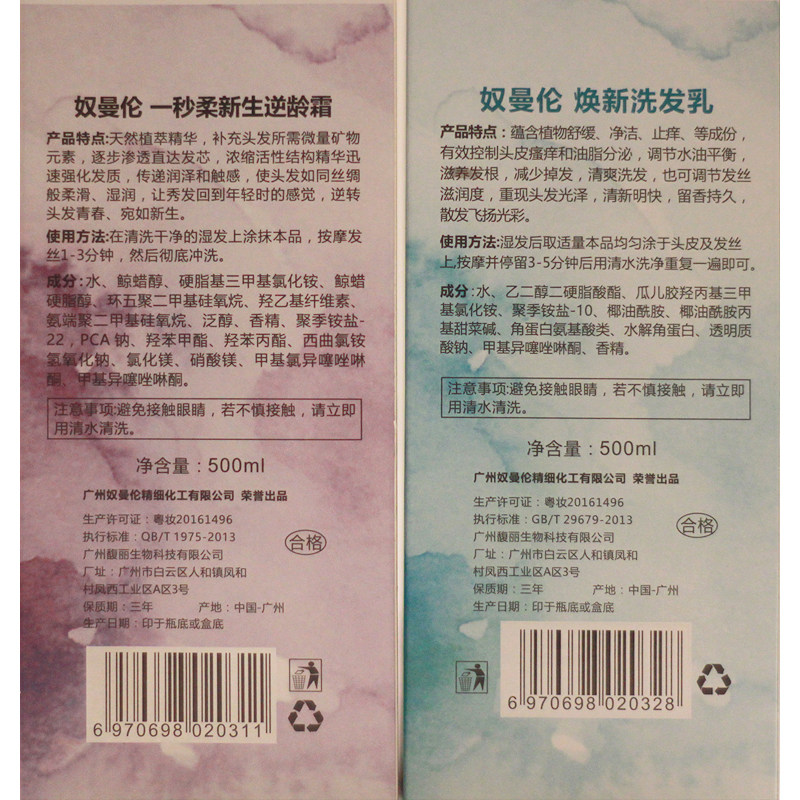 奴曼伦 一秒柔新生逆龄霜
产品特点:天然植萃精华，补充头发所需微量矿物
元素，逐步渗透直达发芯，浓缩活性结构精华迅
速强化发质，传递润泽和触感，使头发如同丝绸
般柔滑、湿润，让秀发回到年轻时的感觉，逆转
头发青春、宛如新生。
使用方法:在清洗干净的湿发上涂抹本品，按摩发
丝1-3分钟，然后彻底冲洗。
成分：水、鲸蜡醇、硬脂基三甲基氯化铵、鲸蜡
硬脂醇、环五聚二甲基硅氧烷、羟乙基纤维素、
氨端聚二甲基硅氧烷、泛醇、香精、聚季铵盐-
22，PCA 钠、羟苯甲酯、羟苯丙酯、西曲氯铵
氢氧化钠、氯化镁、硝酸镁、甲基氯异噻唑啉
酮、甲基异噻唑啉酮。
注意事项:避免接触眼睛，若不慎接触，请立即
用清水清洗。
净含量：500ml
广州奴曼伦精细化工有限公司 荣誉出品
生产许可证：粤妆20161496
执行标准：QB/T 1975-2013
广州馥丽生物科技有限公司
厂址：广州市白云区人和镇凤和
村凤西工业区A区3号
保质期：三年 产地：中国-广州
生产日期：印于瓶底或盒底
合格
6 970698 020311
奴曼伦 焕新洗发乳
产品特点：蕴含植物舒缓、净洁、止痒、等成份，
有效控制头皮瘙痒和油脂分泌，调节水油平衡，
滋养发根，减少掉发，清爽洗发，也可调节发丝
滋润度，重现头发光泽，清新明快，留香持久，
散发飞扬光彩。
使用方法:湿发后取适量本品均匀涂于头皮及发丝
上,按摩并停留3-5分钟后用清水洗净重复一遍即可。
成分：水、乙二醇二硬脂酸酯、瓜儿胶羟丙基三甲
基氯化铵、聚季铵盐-10、椰油酰胺、椰油酰胺丙
基甜菜碱、角蛋白氨基酸类、水解角蛋白、透明质
酸钠，甲基异噻唑啉酮、香精。
注意事项:避免接触眼睛，若不慎接触，请立即
用清水清洗。
净含量：500ml
广州奴曼伦精细化工有限公司 荣誉出品
生产许可证：粤妆20161496
执行标准：GB/T 29679-2013
广州馥丽生物科技有限公司
厂址：广州市白云区人和镇凤和
村凤西工业区A区3号
保质期：三年 产地：中国-广州
生产日期：印于瓶底或盒底
合格
6 970698 020328